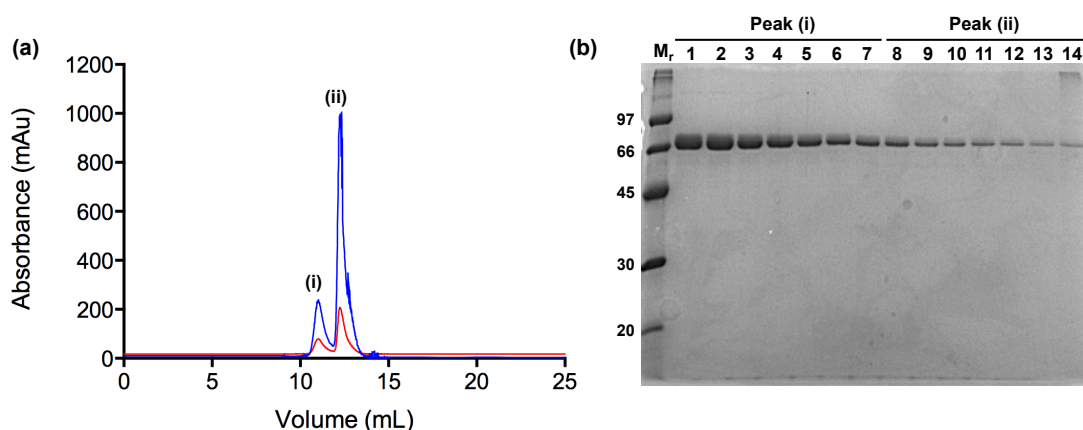 (a)
Absorbance (mAu)
1200
1000
800
600
400
200
0
(i)
(ii)
0 5 10 15 20 25
Volume (mL)
(b)
Peak (i) Peak (ii)
Mr 1 2 3 4 5 6 7 8 9 10 11 12 13 14
97
66
45
30
20